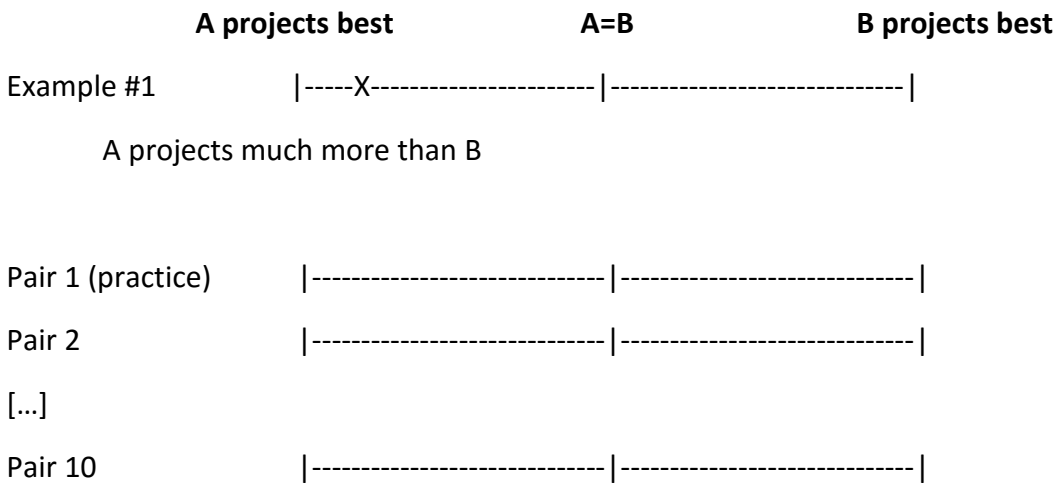 A projects best A=B B projects best
Example #1 |-----X-----------------------|------------------------------|
A projects much more than B
Pair 1 (practice) |------------------------------|------------------------------|
Pair 2 |------------------------------|------------------------------|
[…]
Pair 10 |------------------------------|------------------------------|